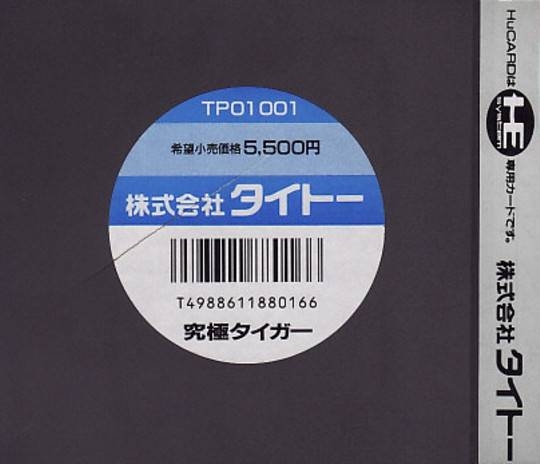 TP01001
希望小売価格5,500円
株式会社タイトー
T4988611880166
究極タイガー
HuCARDは HE system 専用カードです。 株式会社タイトー